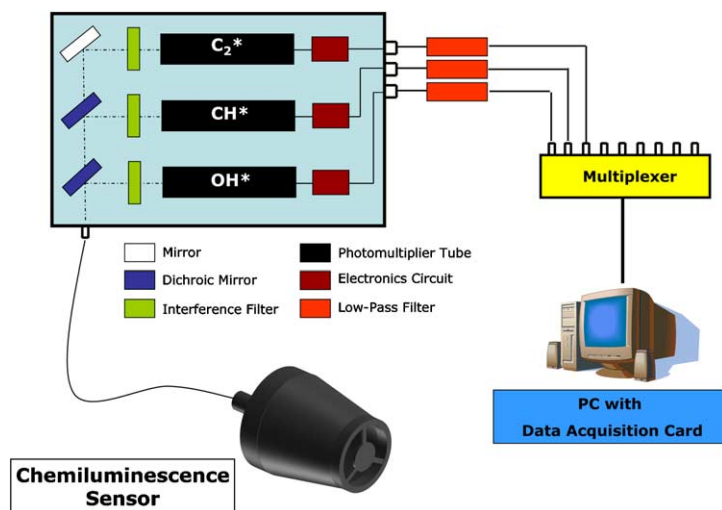 C₂*
CH*
OH*
Multiplexer
Mirror
Photomultiplier Tube
Dichroic Mirror
Electronics Circuit
Interference Filter
Low-Pass Filter
PC with
Data Acquisition Card
Chemiluminescence
Sensor